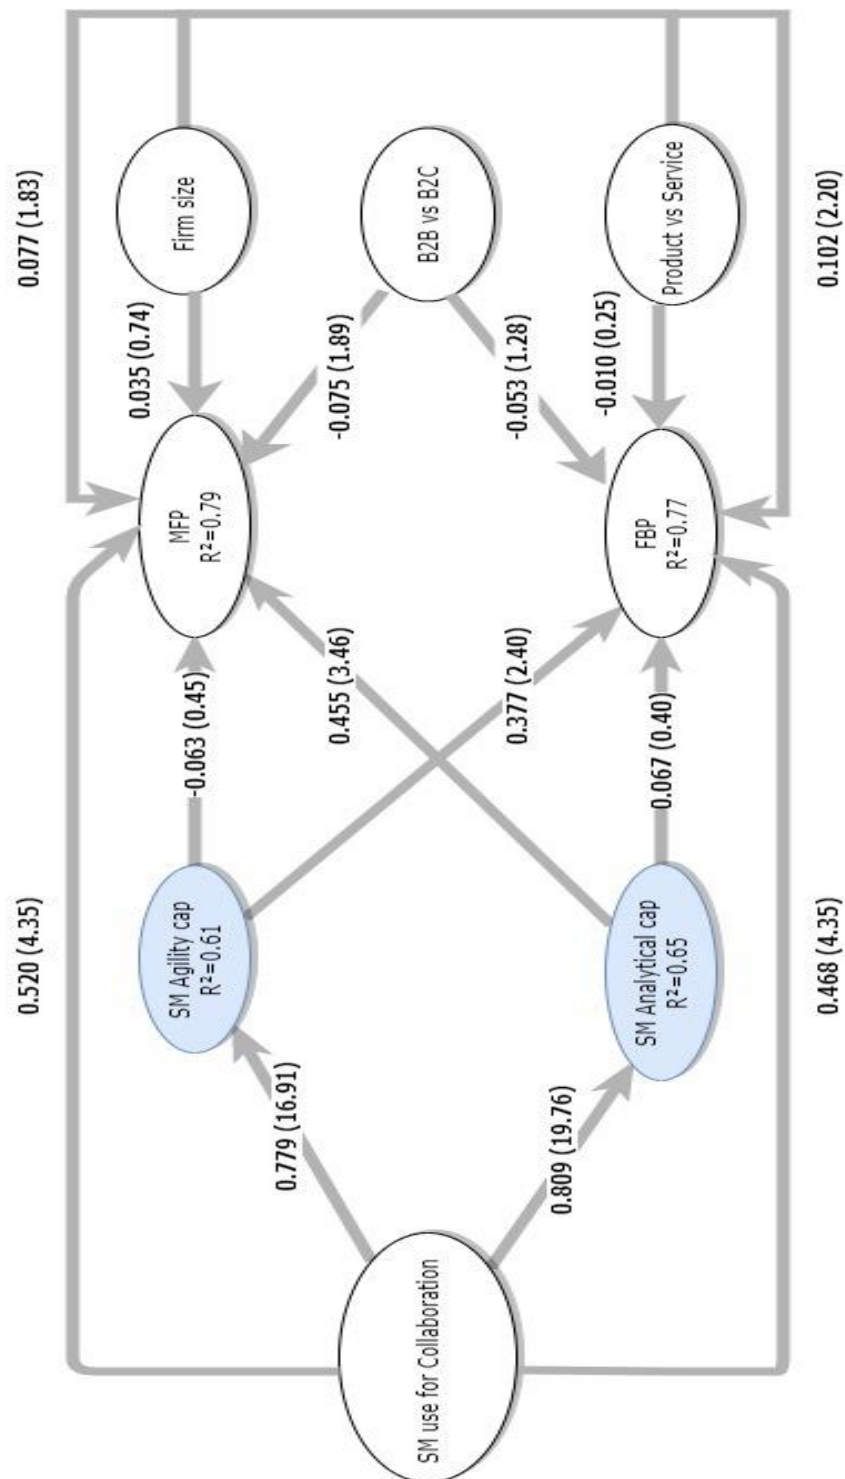 0.520 (4.35)
0.077 (1.83)
SM use for Collaboration
0.779 (16.91)
0.809 (19.76)
SM Agility cap
R²=0.61
SM Analytical cap
R²=0.65
-0.063 (0.45)
0.455 (3.46)
0.377 (2.40)
0.067 (0.40)
MFP
R²=0.79
FBP
R²=0.77
0.035 (0.74)
-0.075 (1.89)
-0.053 (1.28)
-0.010 (0.25)
Firm size
B2B vs B2C
Product vs Service
0.468 (4.35)
0.102 (2.20)